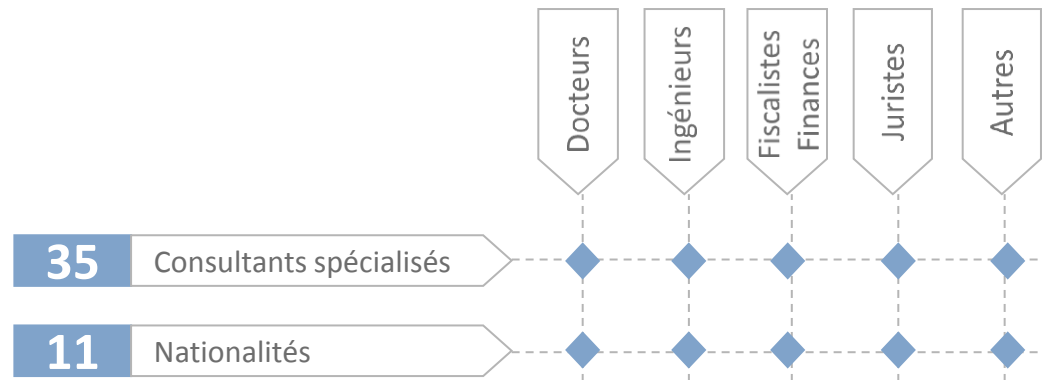 Docteurs
Ingénieurs
Fiscalistes
Finances
Juristes
Autres
35 Consultants spécialisés
11 Nationalités